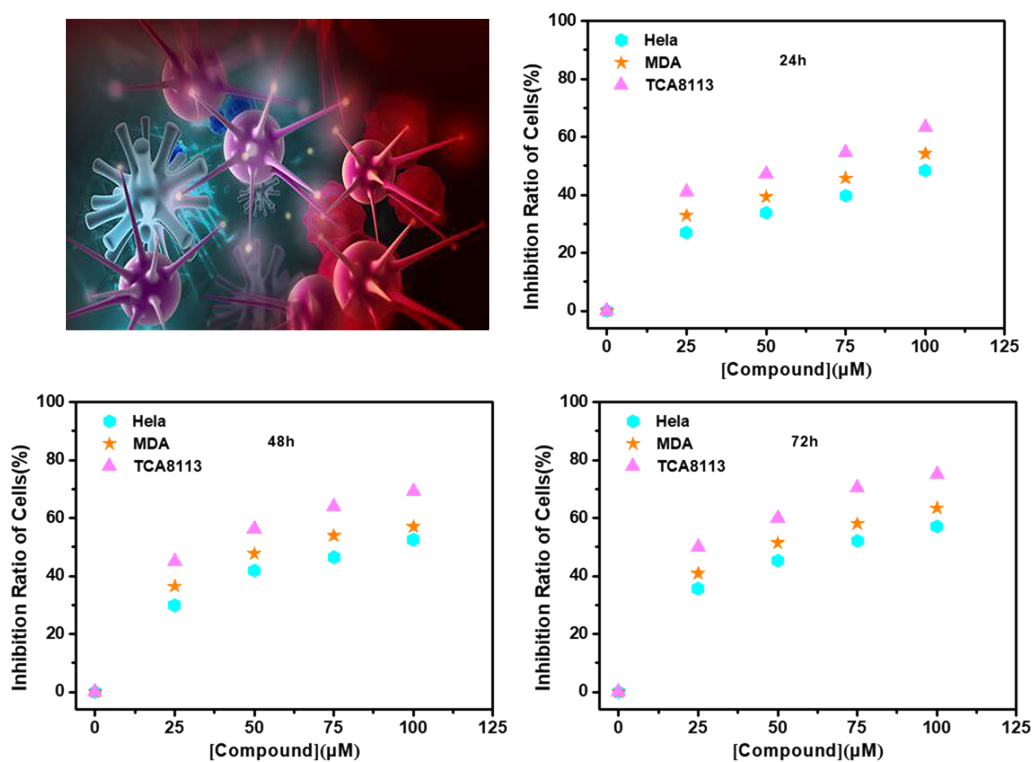 100
80
60
40
20
0
Inhibition Ratio of Cells(%)
Hela
MDA
TCA8113
24h
0 25 50 75 100 125
[Compound](μM)
100
80
60
40
20
0
Inhibition Ratio of Cells(%)
Hela
MDA
TCA8113
48h
0 25 50 75 100 125
[Compound](μM)
100
80
60
40
20
0
Inhibition Ratio of Cells(%)
Hela
MDA
TCA8113
72h
0 25 50 75 100 125
[Compound](μM)